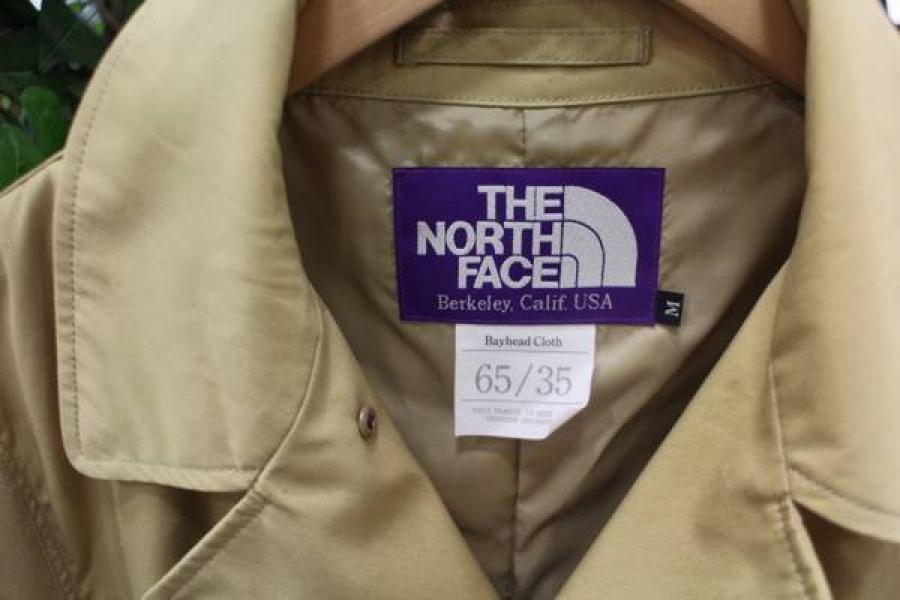 THE
NORTH
FACE
Berkeley, Calif. USA
M
Bayhead Cloth
65/35